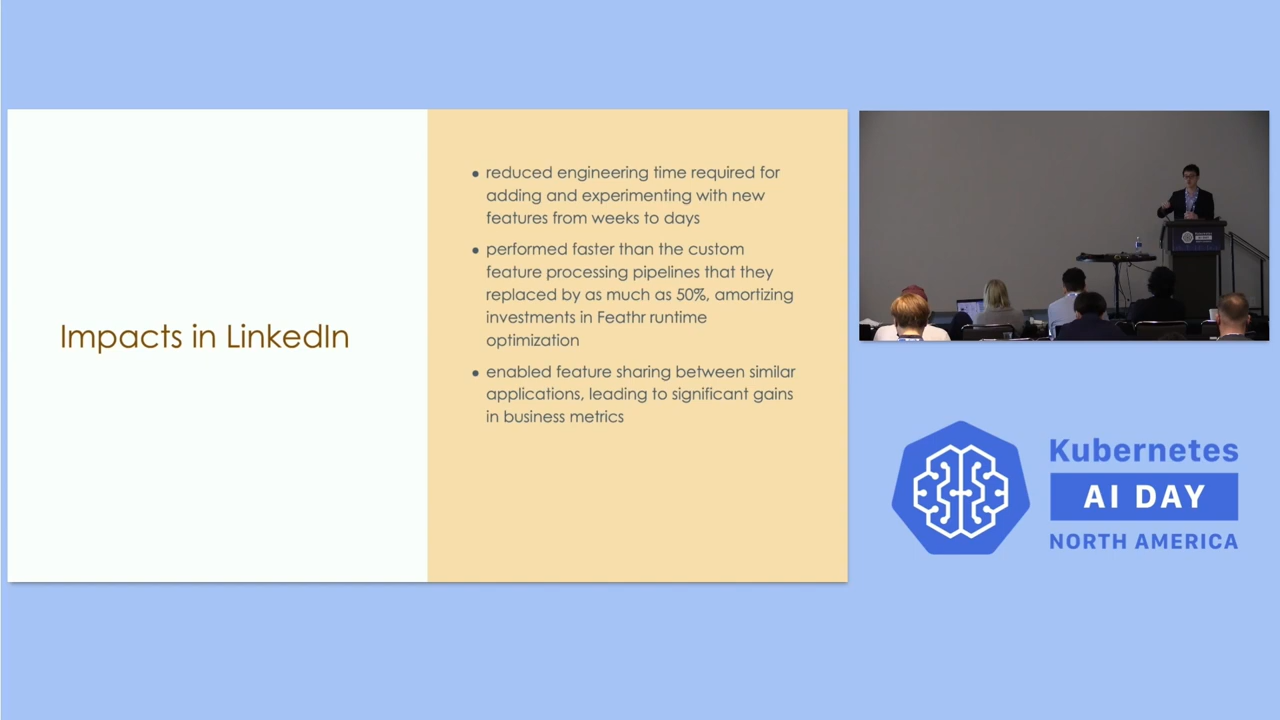 Impacts in LinkedIn
• reduced engineering time required for
adding and experimenting with new
features from weeks to days
• performed faster than the custom
feature processing pipelines that they
replaced by as much as 50%, amortizing
investments in Feathr runtime
optimization
• enabled feature sharing between similar
applications, leading to significant gains
in business metrics
Kubernetes
AI DAY
Kubernetes
AI DAY
NORTH AMERICA